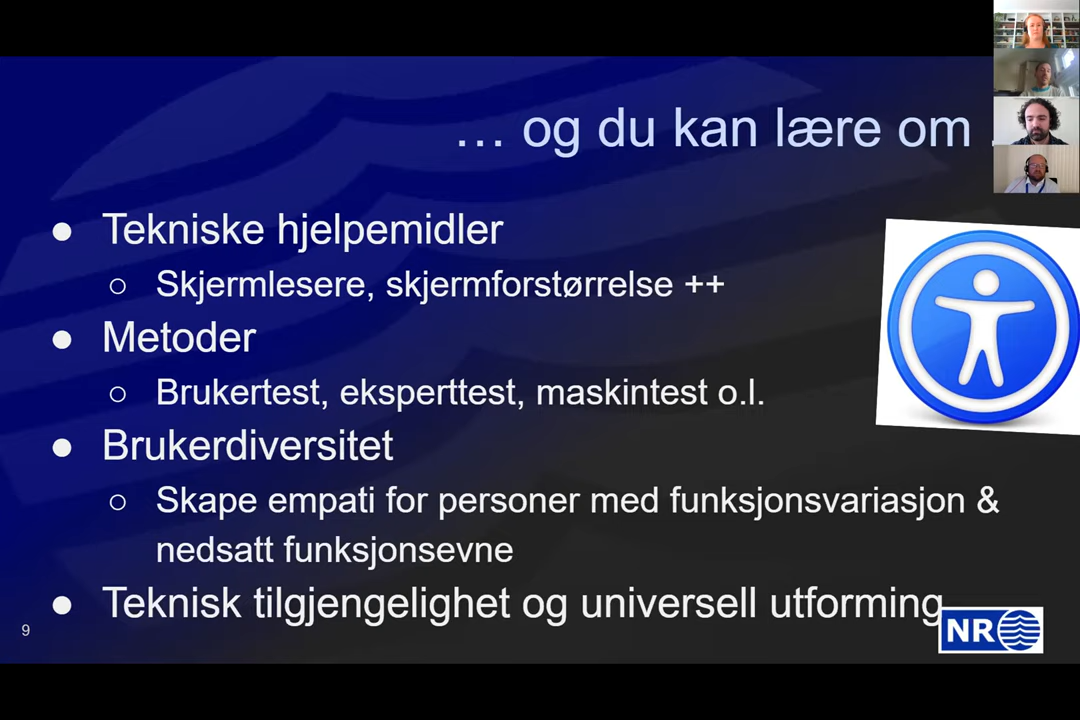 … og du kan lære om
● Tekniske hjelpemidler
○ Skjermlesere, skjermforstørrelse ++
● Metoder
○ Brukertest, eksperttest, maskintest o.l.
● Brukerdiversitet
○ Skape empati for personer med funksjonsvariasjon &
nedsatt funksjonsevne
● Teknisk tilgjengelighet og universell utforming
9
NR